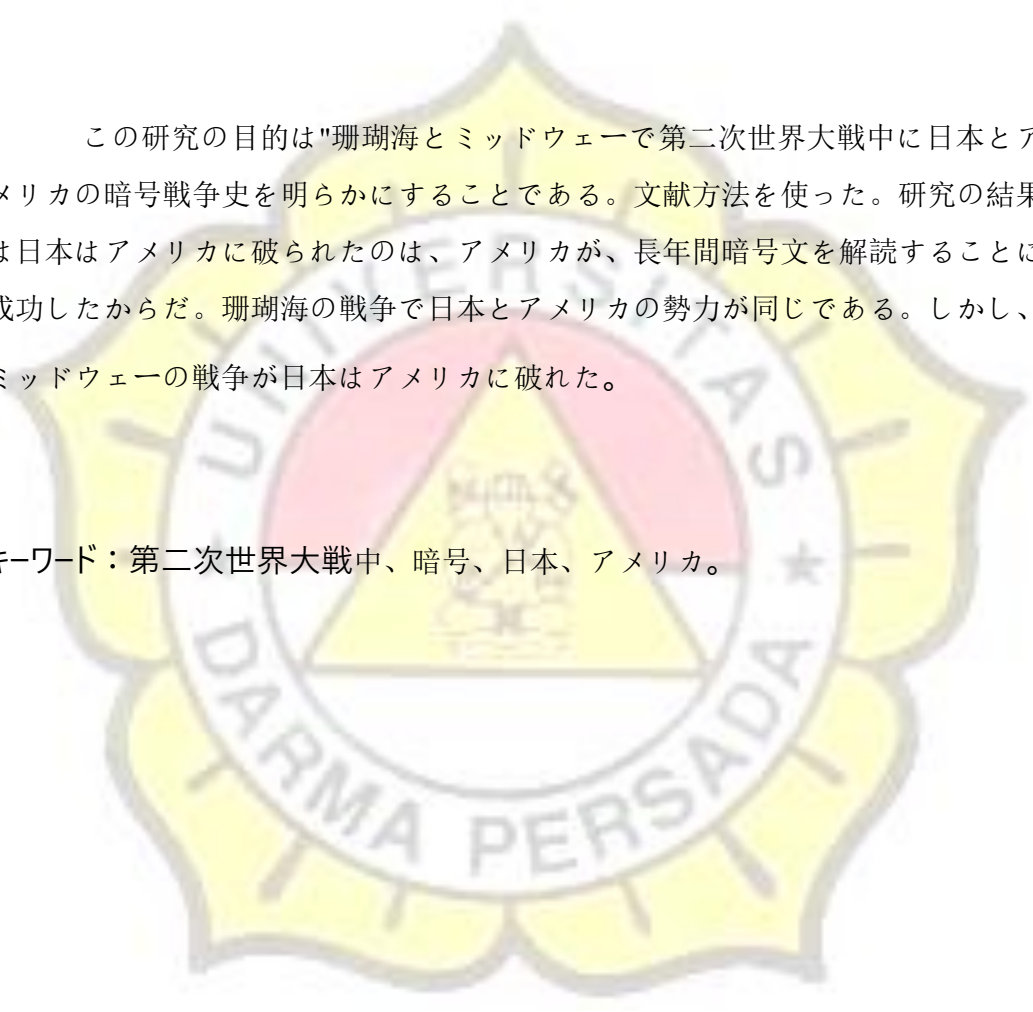 この研究の目的は"珊瑚海とミッドウェーで第二次世界大戦中に日本とア
メリカの暗号戦争史を明らかにすることである。文献方法を使った。研究の結果
は日本はアメリカに破られたのは、アメリカが、長年間暗号文を解読することに
成功したからだ。珊瑚海の戦争で日本とアメリカの勢力が同じである。しかし、
ミッドウェーの戦争が日本はアメリカに破れた。
キーワード：第二次世界大戦中、暗号、日本、アメリカ。
UNIVERSITAS
DARMA PERSADA